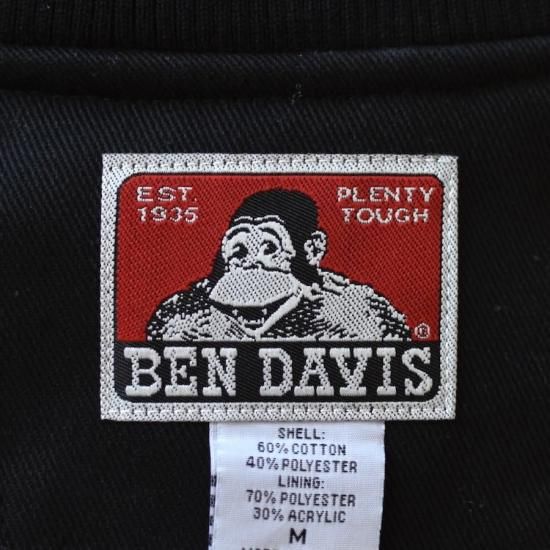 EST. 1935
PLENTY TOUGH
®
BEN DAVIS
SHELL:
60% COTTON
40% POLYESTER
LINING:
70% POLYESTER
30% ACRYLIC
M